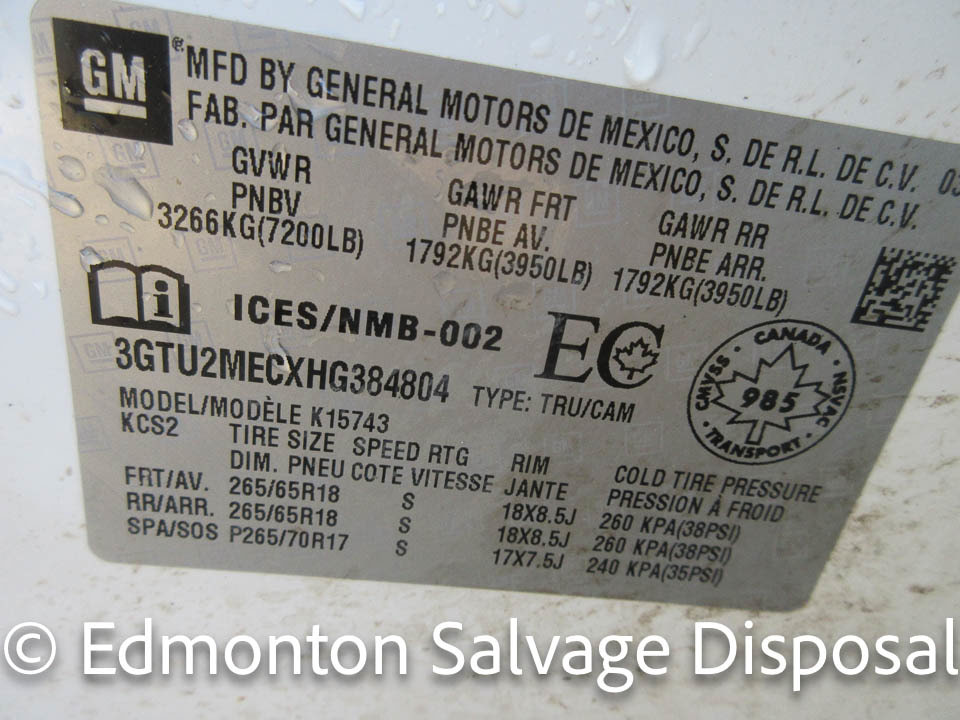 GM ®
MFD BY GENERAL MOTORS DE MEXICO, S. DE R.L. DE C.V. 03
FAB. PAR GENERAL MOTORS DE MEXICO, S. DE R.L. DE C.V.
GVWR GAWR FRT GAWR RR
PNBV PNBE AV. PNBE ARR.
3266KG(7200LB) 1792KG(3950LB) 1792KG(3950LB)
i ICES/NMB-002 EC
CANADA
CMVSS 985 NSVAC
TRANSPORT
3GTU2MECXHG384804 TYPE: TRU/CAM
MODEL/MODÈLE K15743
KCS2 TIRE SIZE SPEED RTG RIM COLD TIRE PRESSURE
DIM. PNEU COTE VITESSE JANTE PRESSION À FROID
FRT/AV. 265/65R18 S 18X8.5J 260 KPA(38PSI)
RR/ARR. 265/65R18 S 18X8.5J 260 KPA(38PSI)
SPA/SOS P265/70R17 S 17X7.5J 240 KPA(35PSI)
© Edmonton Salvage Disposal